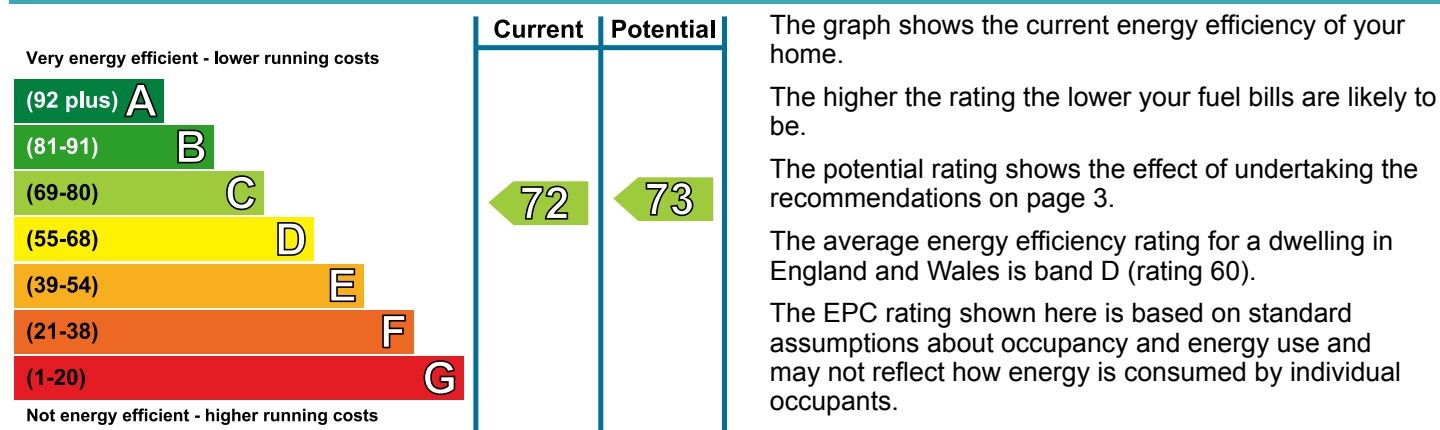 Current Potential
Very energy efficient - lower running costs
(92 plus) A
(81-91) B
(69-80) C
(55-68) D
(39-54) E
(21-38) F
(1-20) G
Not energy efficient - higher running costs
72 73
The graph shows the current energy efficiency of your
home.
The higher the rating the lower your fuel bills are likely to
be.
The potential rating shows the effect of undertaking the
recommendations on page 3.
The average energy efficiency rating for a dwelling in
England and Wales is band D (rating 60).
The EPC rating shown here is based on standard
assumptions about occupancy and energy use and
may not reflect how energy is consumed by individual
occupants.